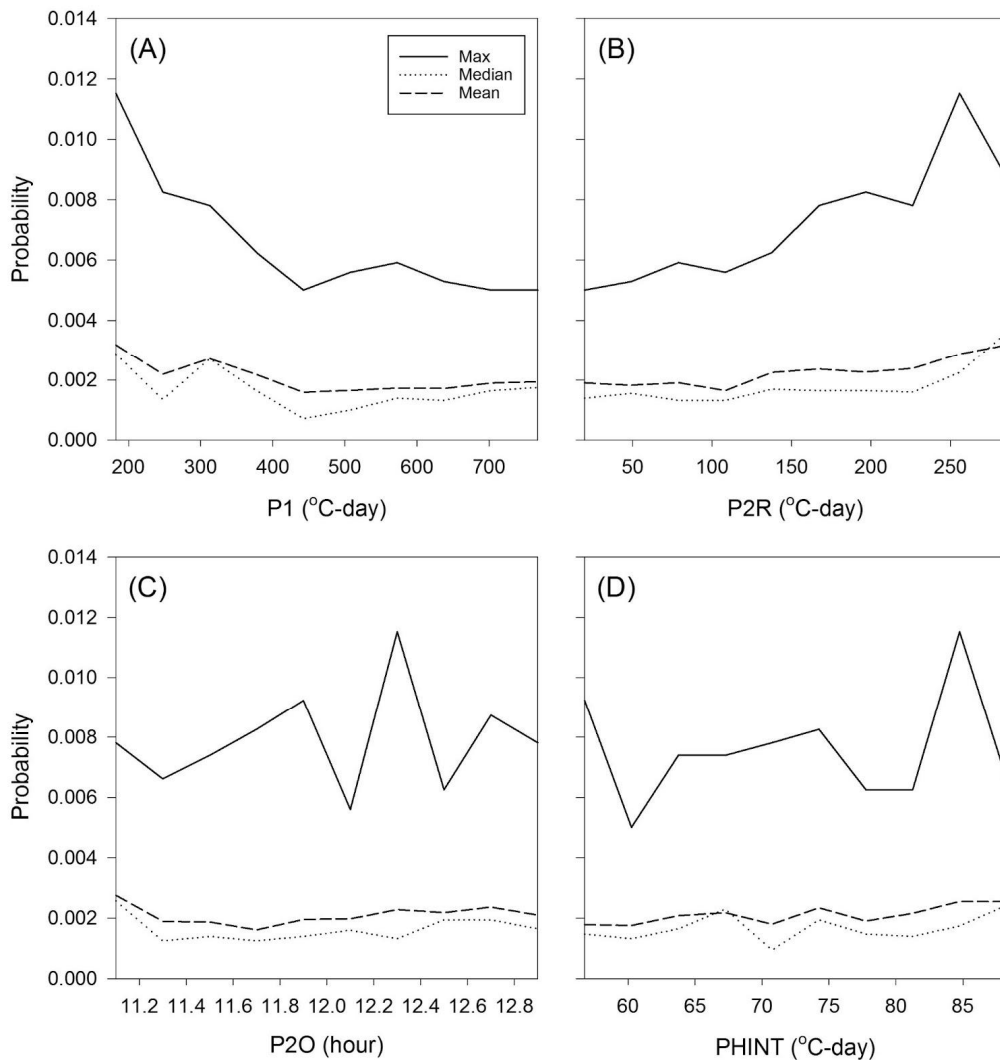 0.014
0.012
0.010
0.008
0.006
0.004
0.002
0.000
Probability
(A)
Max
Median
Mean
200 300 400 500 600 700
P1 (°C-day)
(B)
50 100 150 200 250
P2R (°C-day)
0.014
0.012
0.010
0.008
0.006
0.004
0.002
0.000
Probability
(C)
11.2 11.4 11.6 11.8 12.0 12.2 12.4 12.6 12.8
P2O (hour)
(D)
60 65 70 75 80 85
PHINT (°C-day)